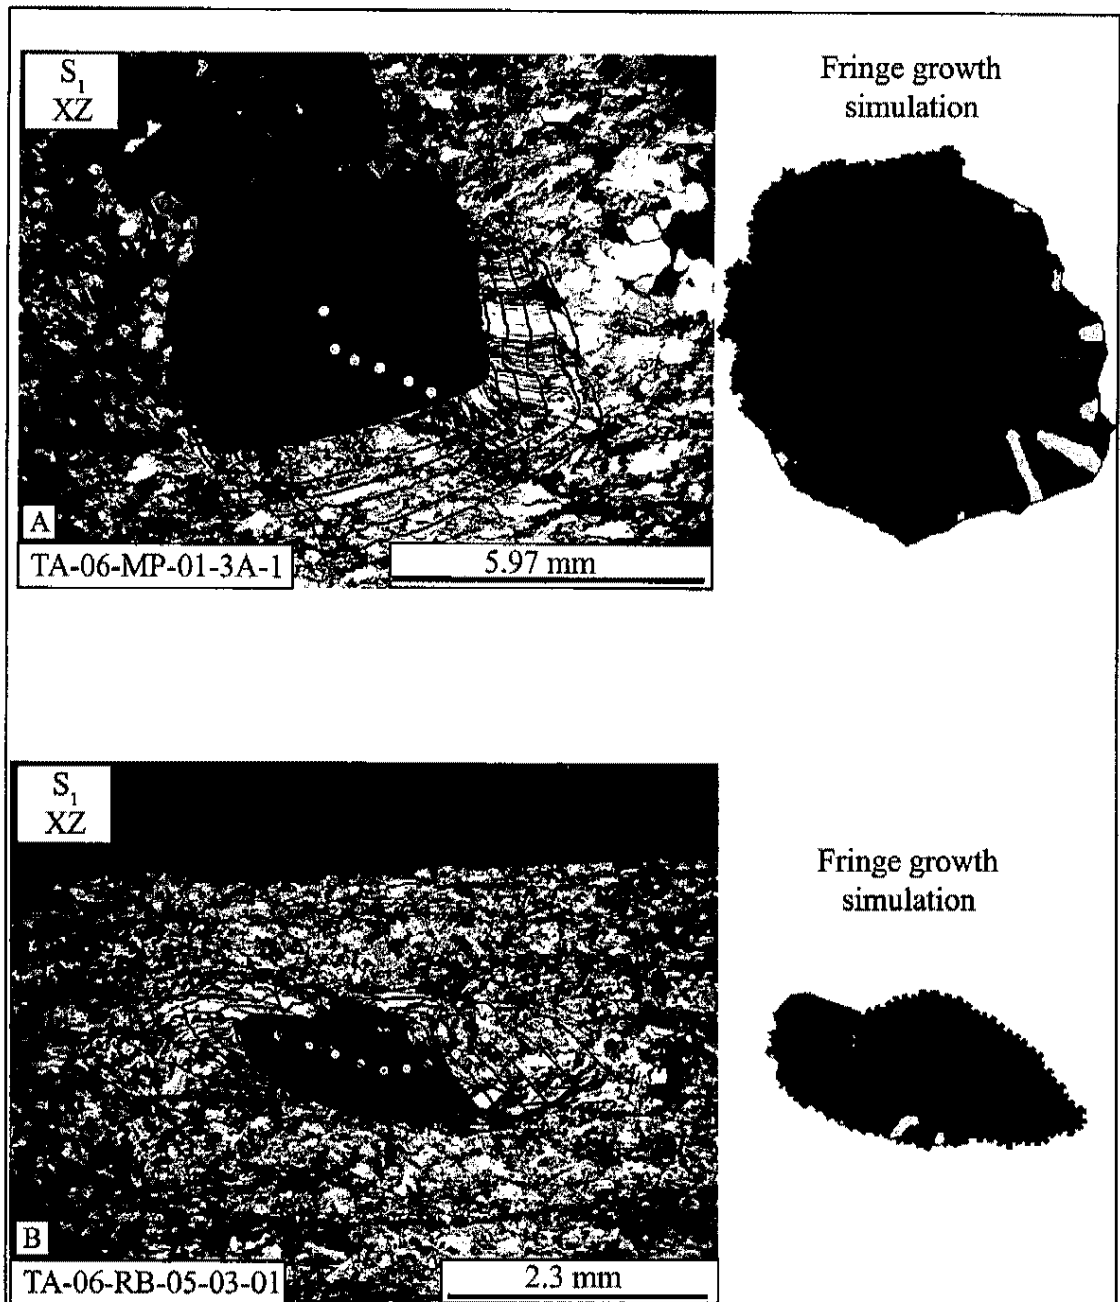 S₁
XZ
Fringe growth
simulation
A
TA-06-MP-01-3A-1
5.97 mm
S₁
XZ
Fringe growth
simulation
B
TA-06-RB-05-03-01
2.3 mm